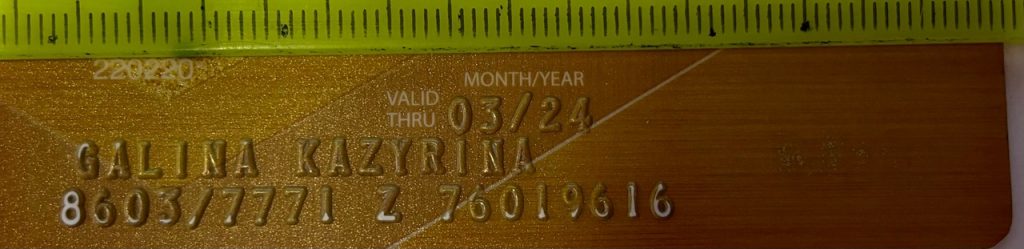 220220
MONTH/YEAR
VALID
THRU 03/24
GALINA KAZYRINA
8603/7771 Z 76019616